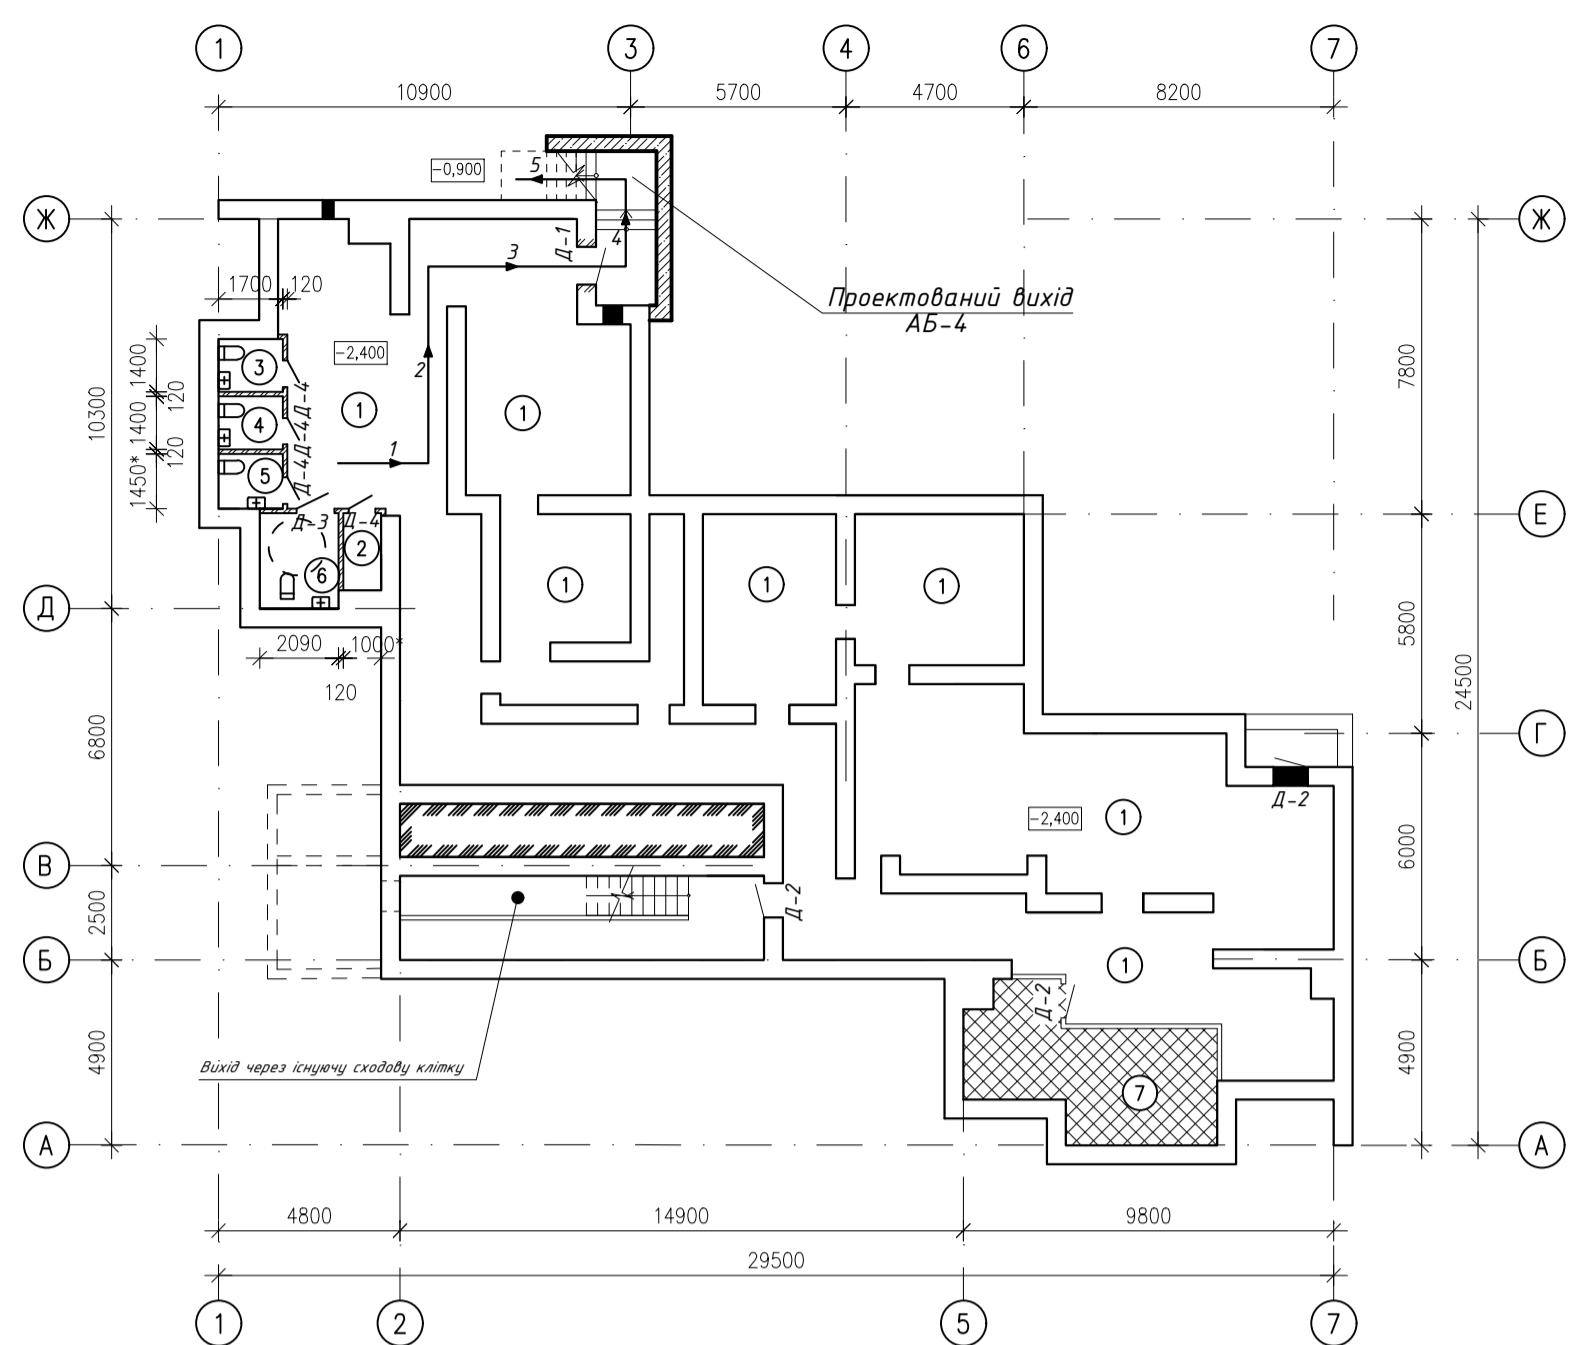 1 3 4 6 7
10900 5700 4700 8200
-0,900
5
Ж Ж
Д-1
4
3
1700 120
Проектований вихід
АБ-4
-2,400
2
3
1400
120
7800
Д-4
10300
4
1400
1
1
Д-4
120
1
5
1450*
Д-4
Е
Д-3 Д-4
2
6
1
1
1
Д
5800
2090 1000*
120
24500
6800
Г
Д-2
-2,400
1
6000
В
2500
Д-2
Б
1
Б
Д-2
Вихід через існуючу сходову клітку
4900
7
4900
А А
4800 14900 9800
29500
1 2 5 7